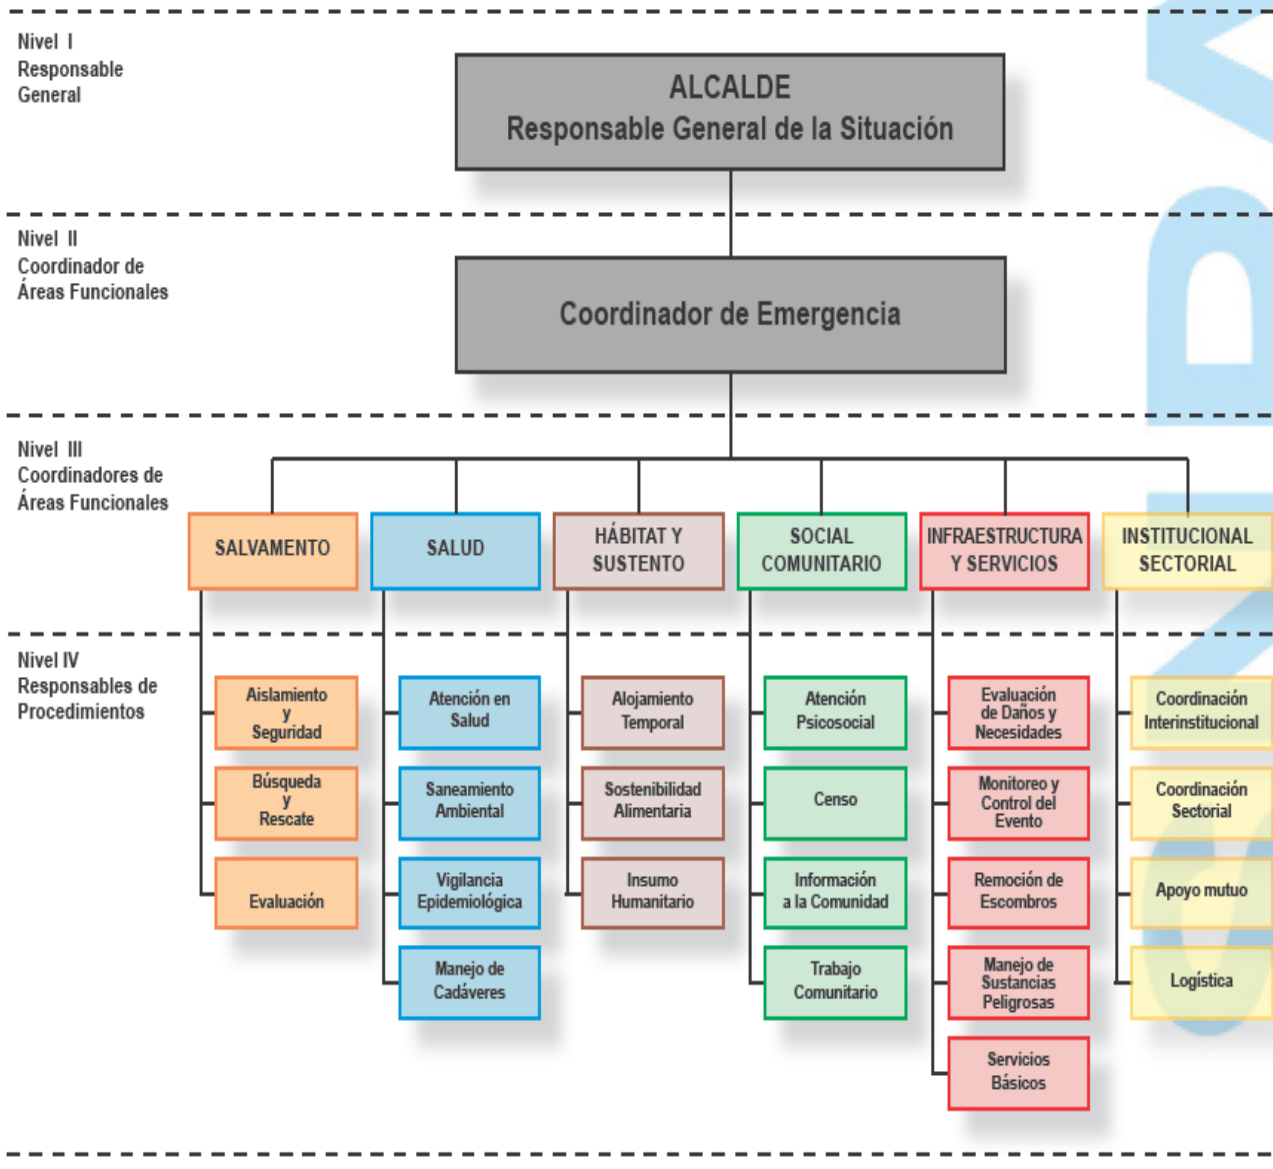 Nivel I
Responsable
General
ALCALDE
Responsable General de la Situación
Nivel II
Coordinador de
Áreas Funcionales
Coordinador de Emergencia
Nivel III
Coordinadores de
Áreas Funcionales
SALVAMENTO
SALUD
HÁBITAT Y
SUSTENTO
SOCIAL
COMUNITARIO
INFRAESTRUCTURA
Y SERVICIOS
INSTITUCIONAL
SECTORIAL
Nivel IV
Responsables de
Procedimientos
Aislamiento
y
Seguridad
Búsqueda
y
Rescate
Evaluación
Atención en
Salud
Saneamiento
Ambiental
Vigilancia
Epidemiológica
Manejo de
Cadáveres
Alojamiento
Temporal
Sostenibilidad
Alimentaria
Insumo
Humanitario
Atención
Psicosocial
Censo
Información
a la Comunidad
Trabajo
Comunitario
Evaluación
de Daños y
Necesidades
Monitoreo y
Control del
Evento
Remoción de
Escombros
Manejo de
Sustancias
Peligrosas
Servicios
Básicos
Coordinación
Interinstitucional
Coordinación
Sectorial
Apoyo mutuo
Logística